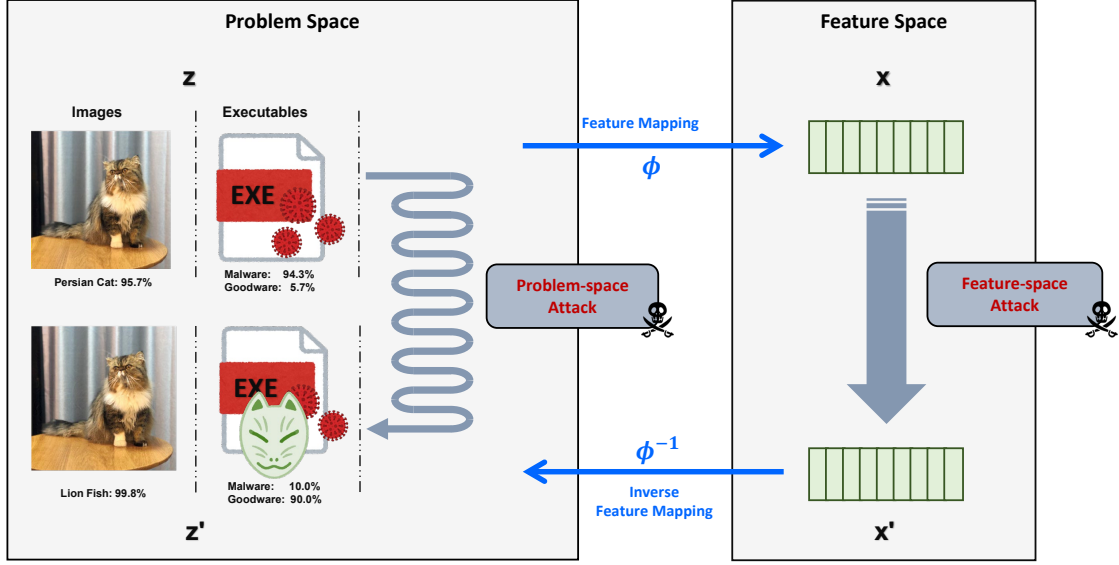 Problem Space
Feature Space
z
x
Images
Executables
Feature Mapping
ϕ
EXE
Malware: 94.3%
Goodware: 5.7%
Persian Cat: 95.7%
Problem-space
Attack
Feature-space
Attack
EXE
ϕ⁻¹
Malware: 10.0%
Goodware: 90.0%
Lion Fish: 99.8%
Inverse
Feature Mapping
z'
x'